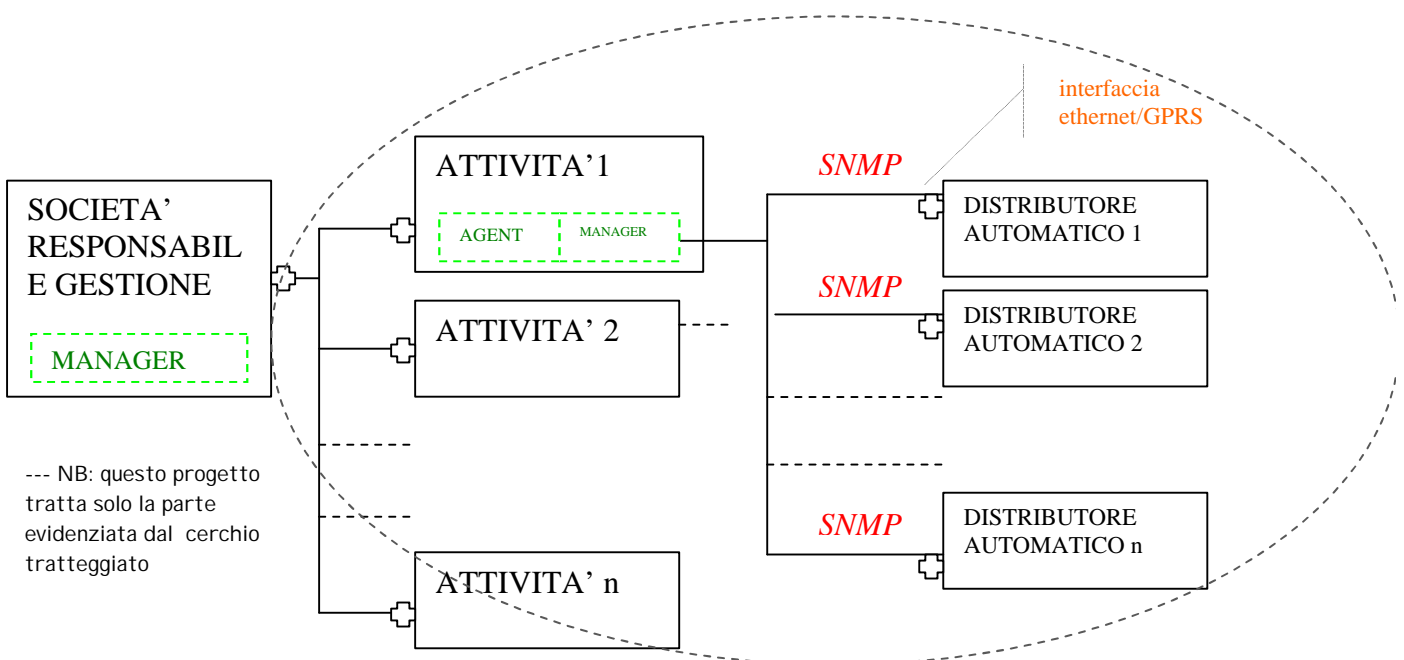 interfaccia
ethernet/GPRS
SOCIETA’
RESPONSABIL
E GESTIONE
MANAGER
--- NB: questo progetto
tratta solo la parte
evidenziata dal cerchio
tratteggiato
ATTIVITA’ 1
AGENT
MANAGER
ATTIVITA’ 2
ATTIVITA’ n
SNMP
DISTRIBUTORE
AUTOMATICO 1
SNMP
DISTRIBUTORE
AUTOMATICO 2
SNMP
DISTRIBUTORE
AUTOMATICO n